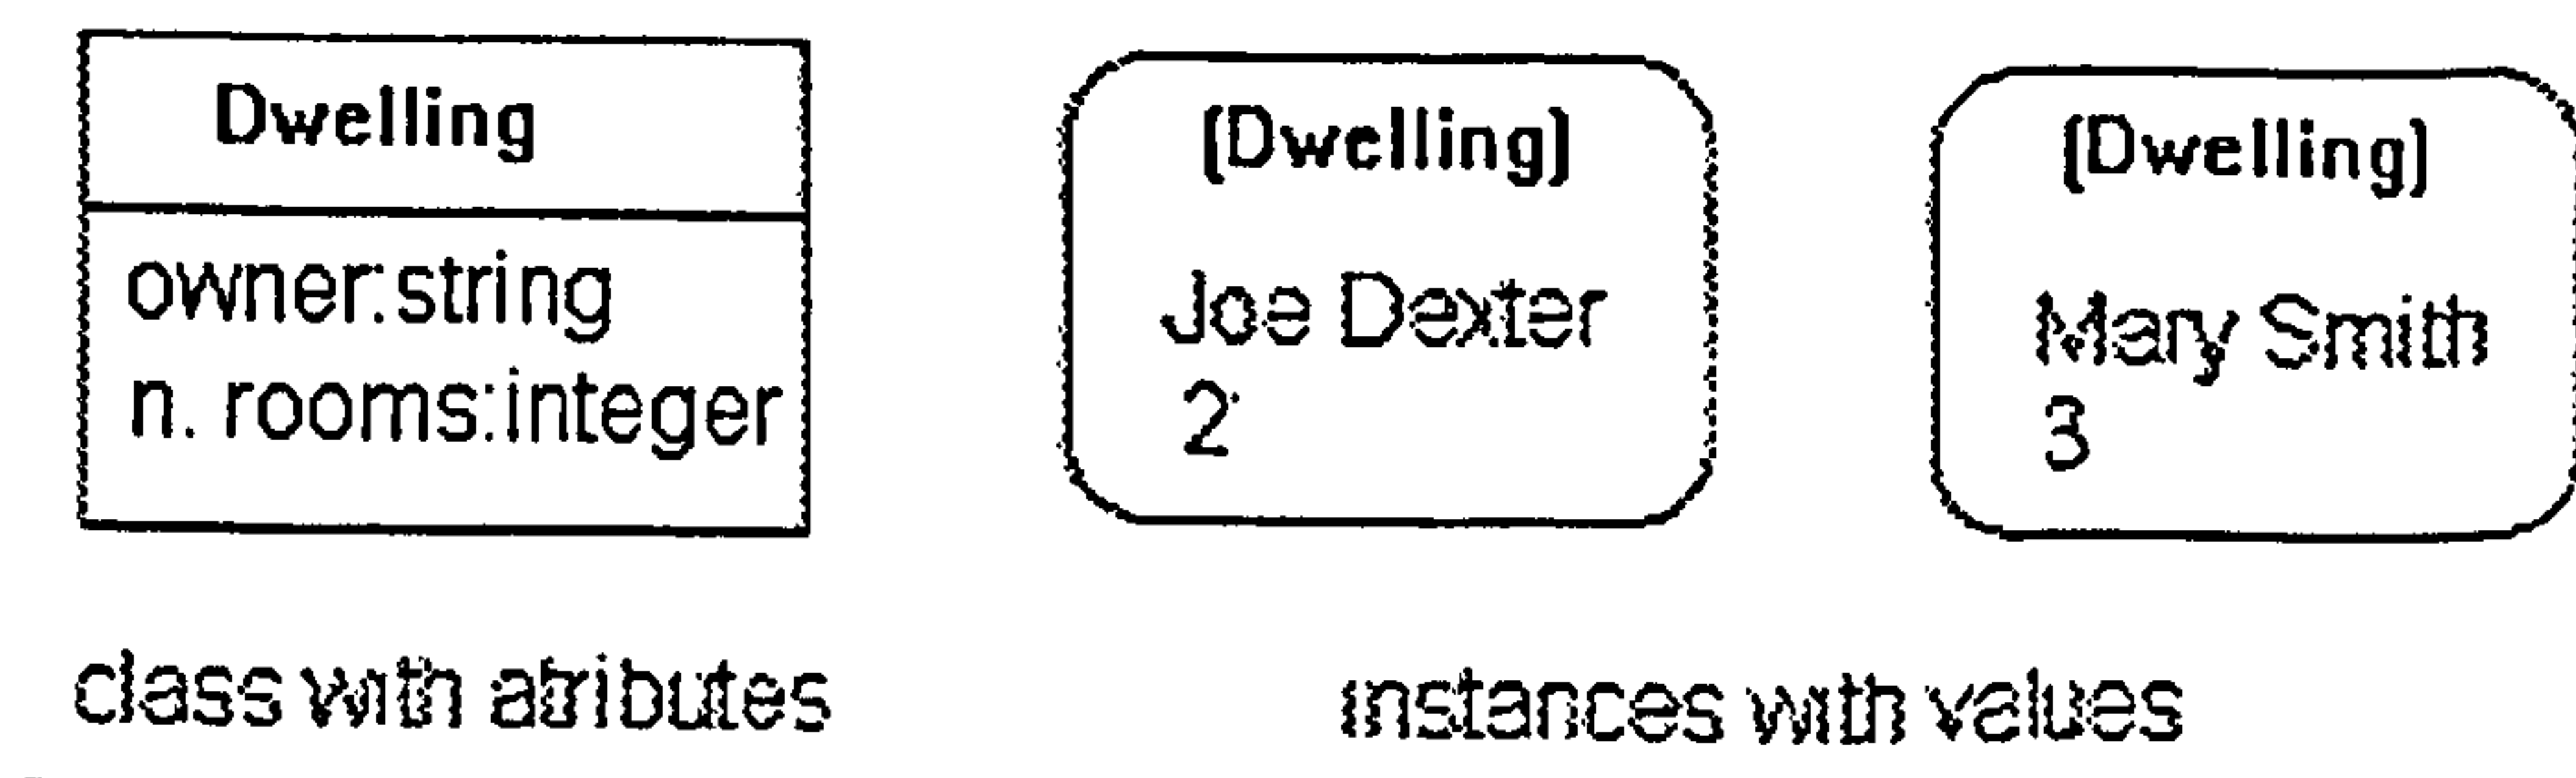 Dwelling
owner:string
n. rooms:integer
(Dwelling)
Joe Dexter
2
(Dwelling)
Mary Smith
3
class with atributes
instances with values